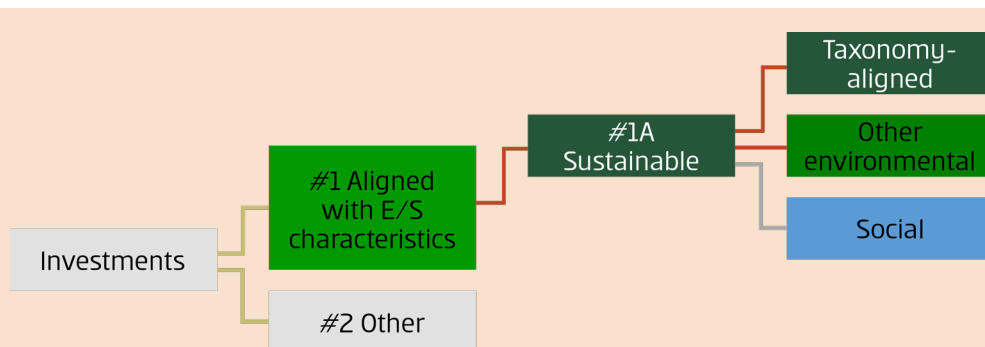 Taxonomy-
aligned
#1A
Sustainable
Other
environmental
#1 Aligned
with E/S
characteristics
Social
Investments
#2 Other